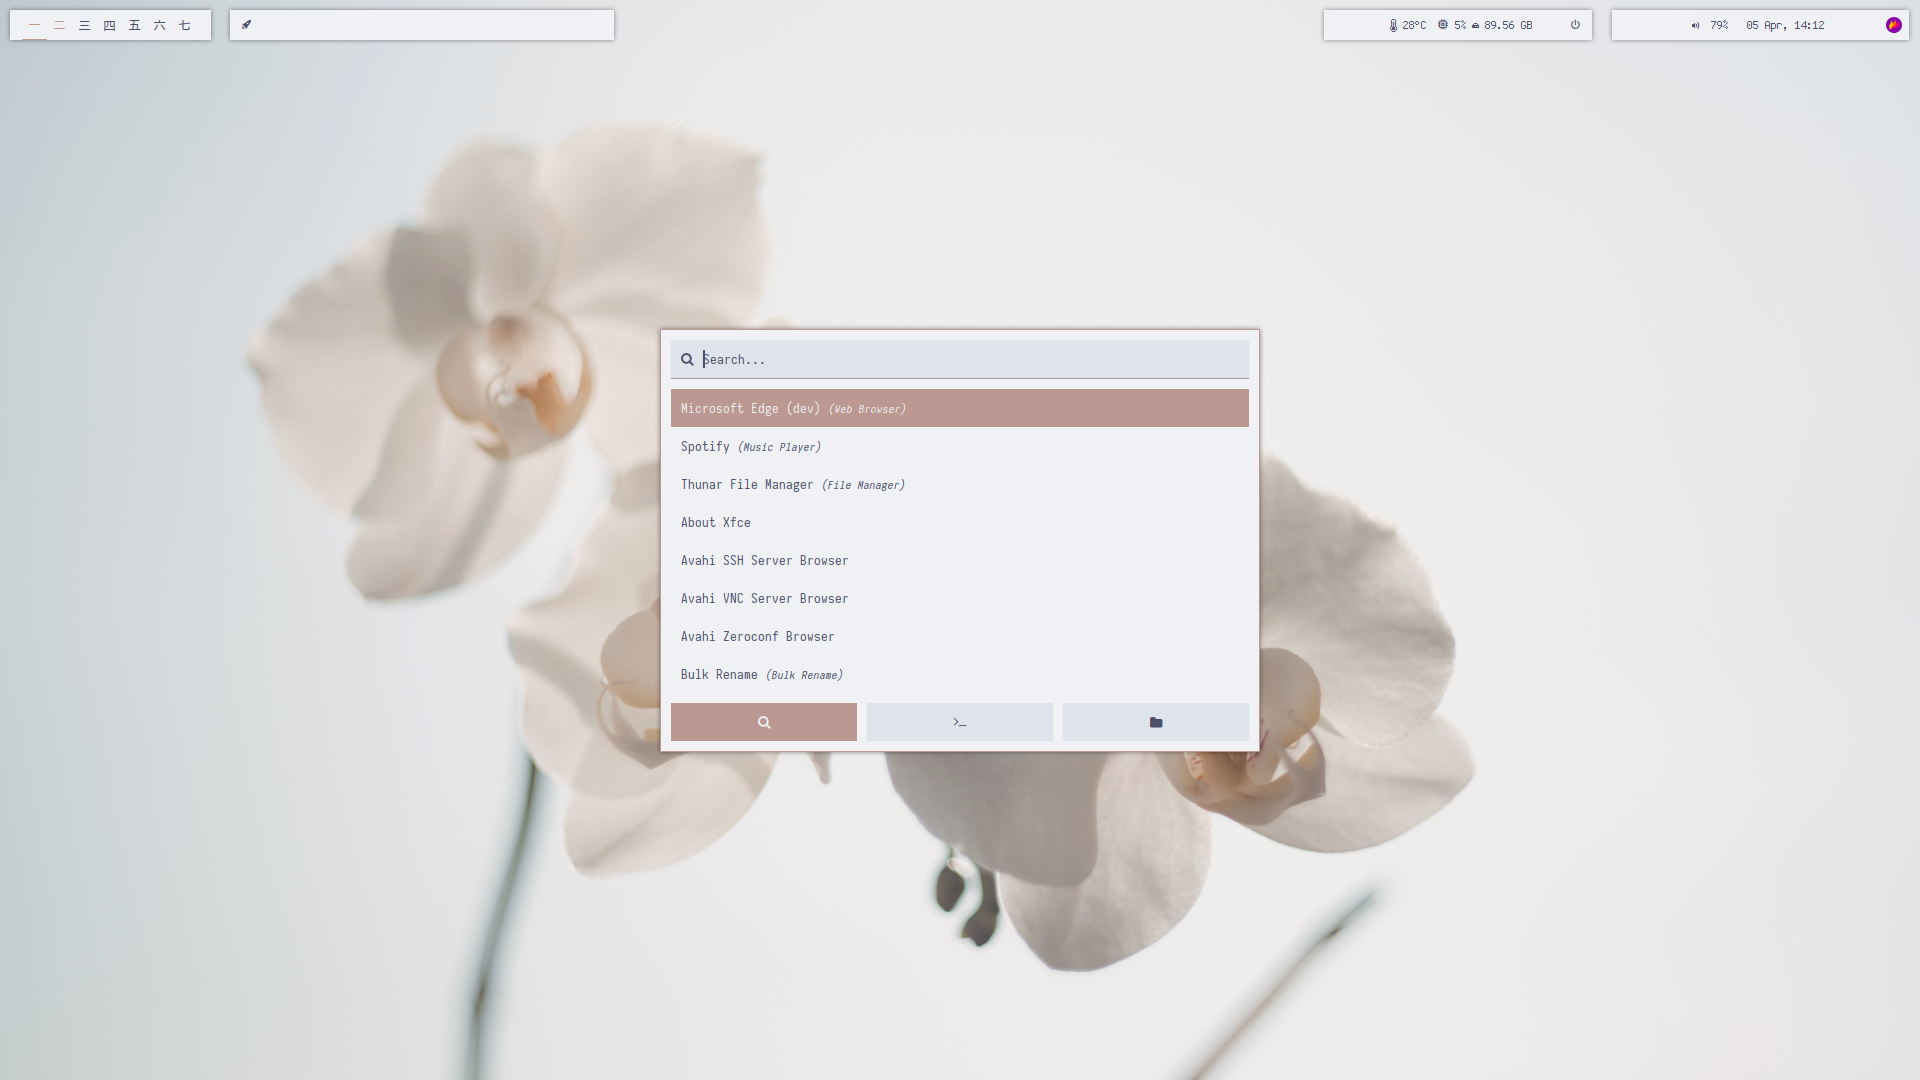 一 二 三 四 五 六 七
28°C 5% 89.56 GB
79% 05 Apr, 14:12
Search...
Microsoft Edge (dev) (Web Browser)
Spotify (Music Player)
Thunar File Manager (File Manager)
About Xfce
Avahi SSH Server Browser
Avahi VNC Server Browser
Avahi Zeroconf Browser
Bulk Rename (Bulk Rename)